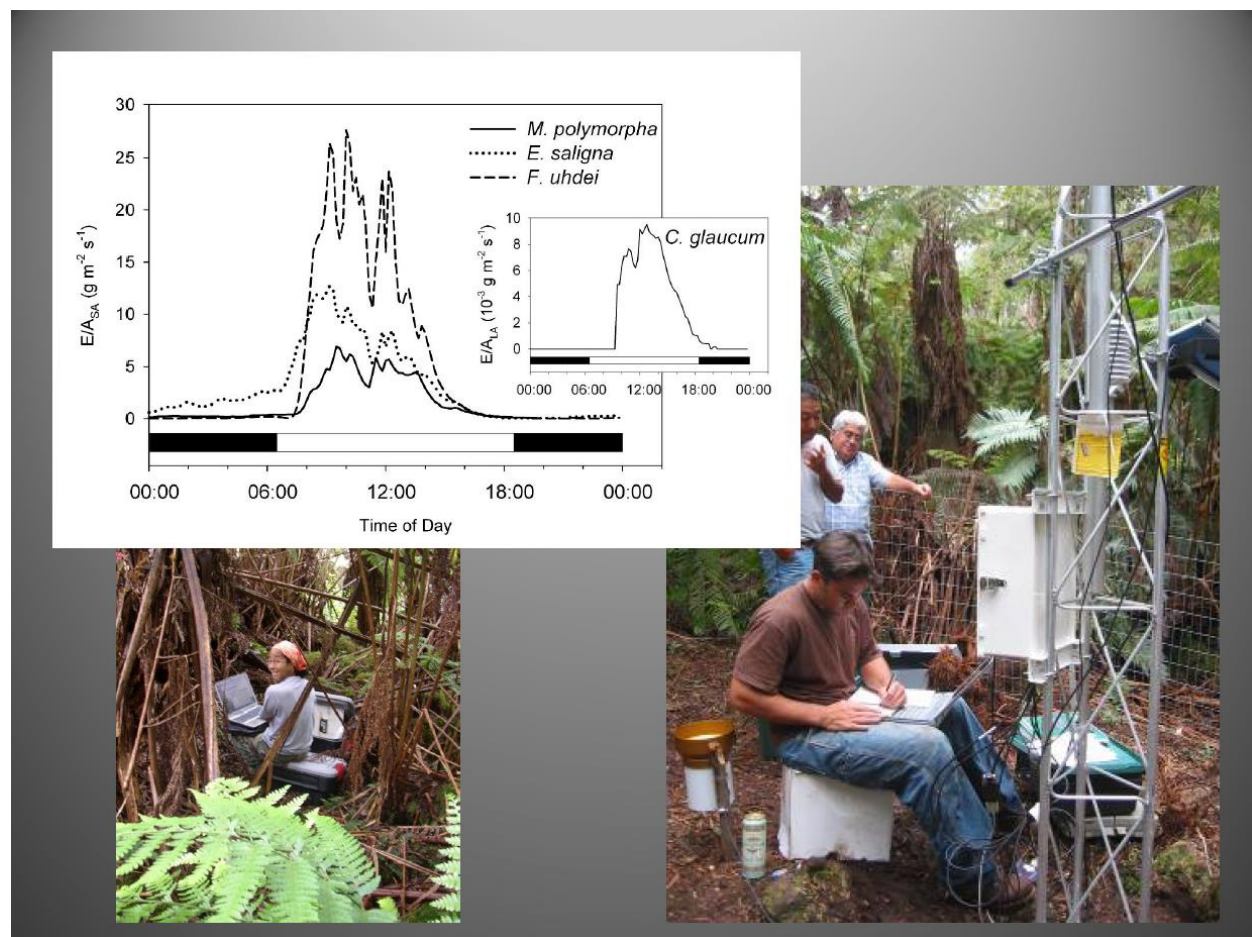 30
25
20
15
10
5
0
E/A_SA (g m⁻² s⁻¹)
M. polymorpha
E. saligna
F. uhdei
10
8
6
4
2
0
E/A_LA (10⁻³ g m⁻² s⁻¹)
C. glaucum
00:00 06:00 12:00 18:00 00:00
00:00 06:00 12:00 18:00 00:00
Time of Day